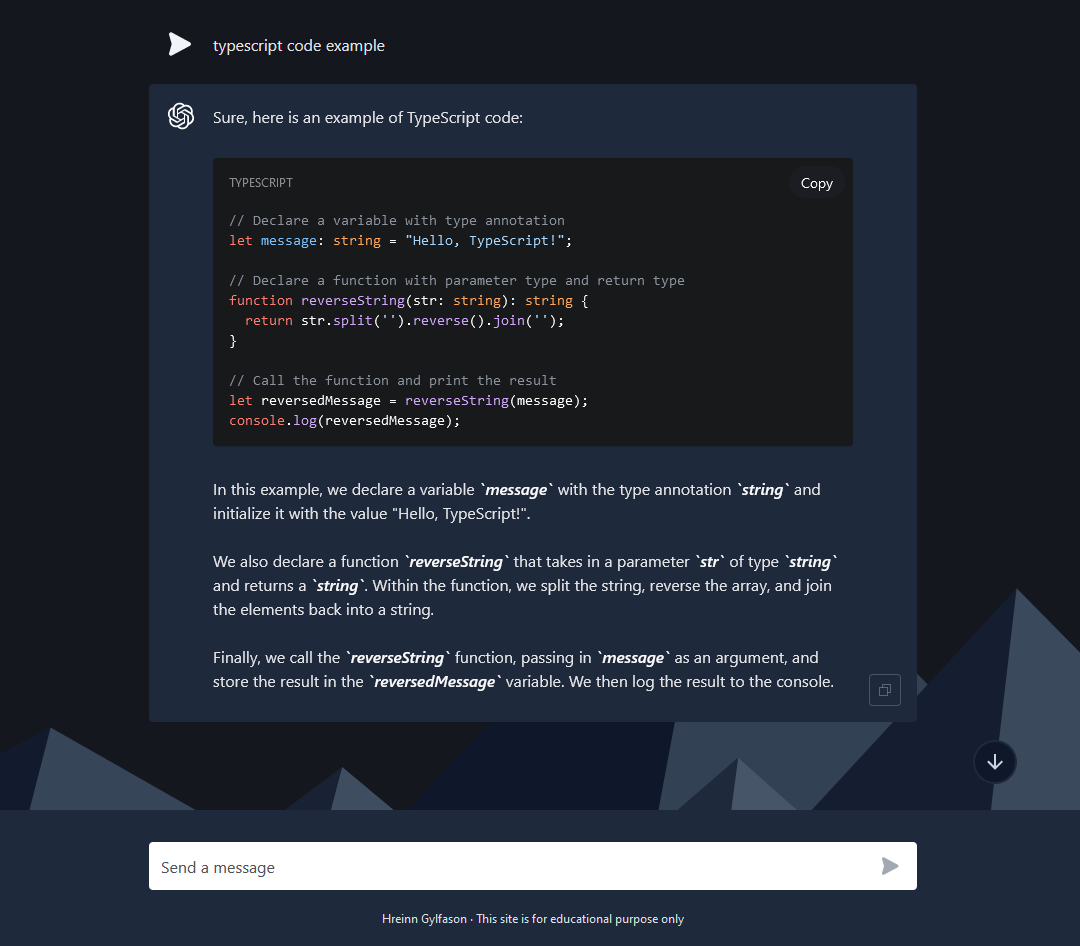 typescript code example
Sure, here is an example of TypeScript code:
TYPESCRIPT
Copy
// Declare a variable with type annotation
let message: string = "Hello, TypeScript!";
// Declare a function with parameter type and return type
function reverseString(str: string): string {
  return str.split('').reverse().join('');
}
// Call the function and print the result
let reversedMessage = reverseString(message);
console.log(reversedMessage);
In this example, we declare a variable `message` with the type annotation `string` and
initialize it with the value "Hello, TypeScript!".
We also declare a function `reverseString` that takes in a parameter `str` of type `string`
and returns a `string`. Within the function, we split the string, reverse the array, and join
the elements back into a string.
Finally, we call the `reverseString` function, passing in `message` as an argument, and
store the result in the `reversedMessage` variable. We then log the result to the console.
Send a message
Hreinn Gylfason · This site is for educational purpose only